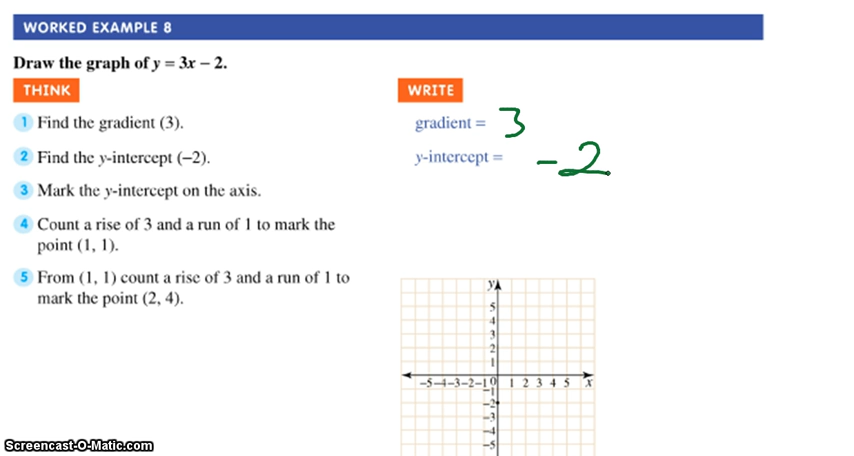 WORKED EXAMPLE 8
Draw the graph of y = 3x – 2.
THINK
WRITE
1 Find the gradient (3).
gradient = 3
2 Find the y-intercept (–2).
y-intercept = –2
3 Mark the y-intercept on the axis.
4 Count a rise of 3 and a run of 1 to mark the
point (1, 1).
5 From (1, 1) count a rise of 3 and a run of 1 to
mark the point (2, 4).
y
5
4
3
2
1
–5–4–3–2–1 0 1 2 3 4 5 x
–1
–2
–3
–4
–5
Screencast-O-Matic.com